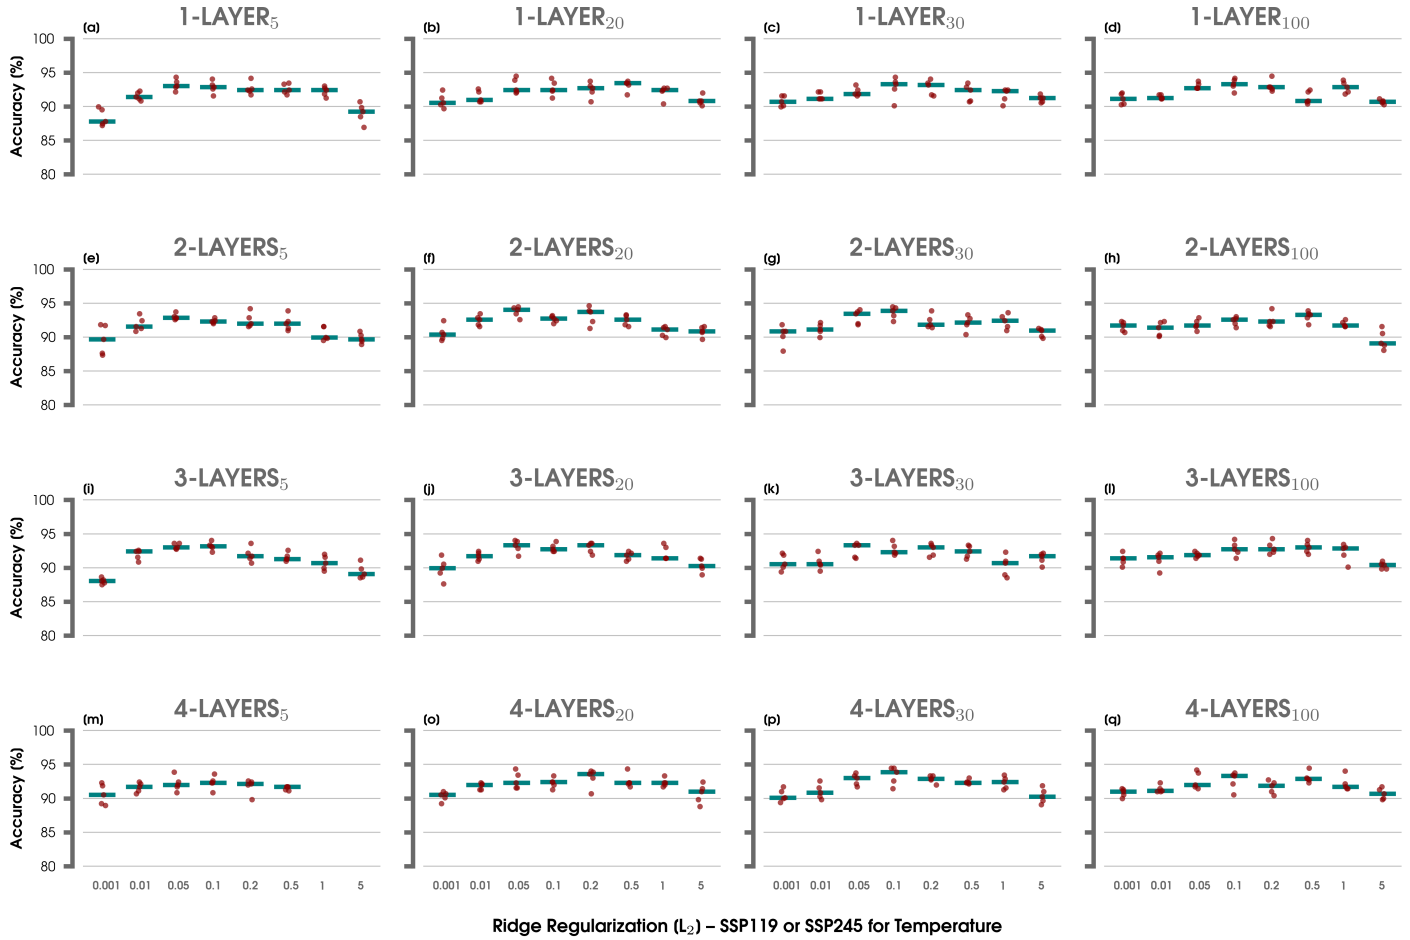 1-LAYER₅ 1-LAYER₂₀ 1-LAYER₃₀ 1-LAYER₁₀₀
(a) (b) (c) (d)
Accuracy (%)
100
95
90
85
80
2-LAYERS₅ 2-LAYERS₂₀ 2-LAYERS₃₀ 2-LAYERS₁₀₀
(e) (f) (g) (h)
Accuracy (%)
100
95
90
85
80
3-LAYERS₅ 3-LAYERS₂₀ 3-LAYERS₃₀ 3-LAYERS₁₀₀
(i) (j) (k) (l)
Accuracy (%)
100
95
90
85
80
4-LAYERS₅ 4-LAYERS₂₀ 4-LAYERS₃₀ 4-LAYERS₁₀₀
(m) (o) (p) (q)
Accuracy (%)
100
95
90
85
80
0.001 0.01 0.05 0.1 0.2 0.5 1 5 0.001 0.01 0.05 0.1 0.2 0.5 1 5 0.001 0.01 0.05 0.1 0.2 0.5 1 5 0.001 0.01 0.05 0.1 0.2 0.5 1 5
Ridge Regularization (L₂) – SSP119 or SSP245 for Temperature